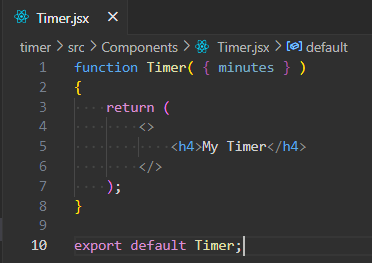 Timer.jsx ×
timer > src > Components > Timer.jsx > default
1 function Timer( { minutes } )
2 {
3 ····return (
4 ········<>
5 ············<h4>My Timer</h4>
6 ········</>
7 ····);
8 }
9
10 export default Timer;